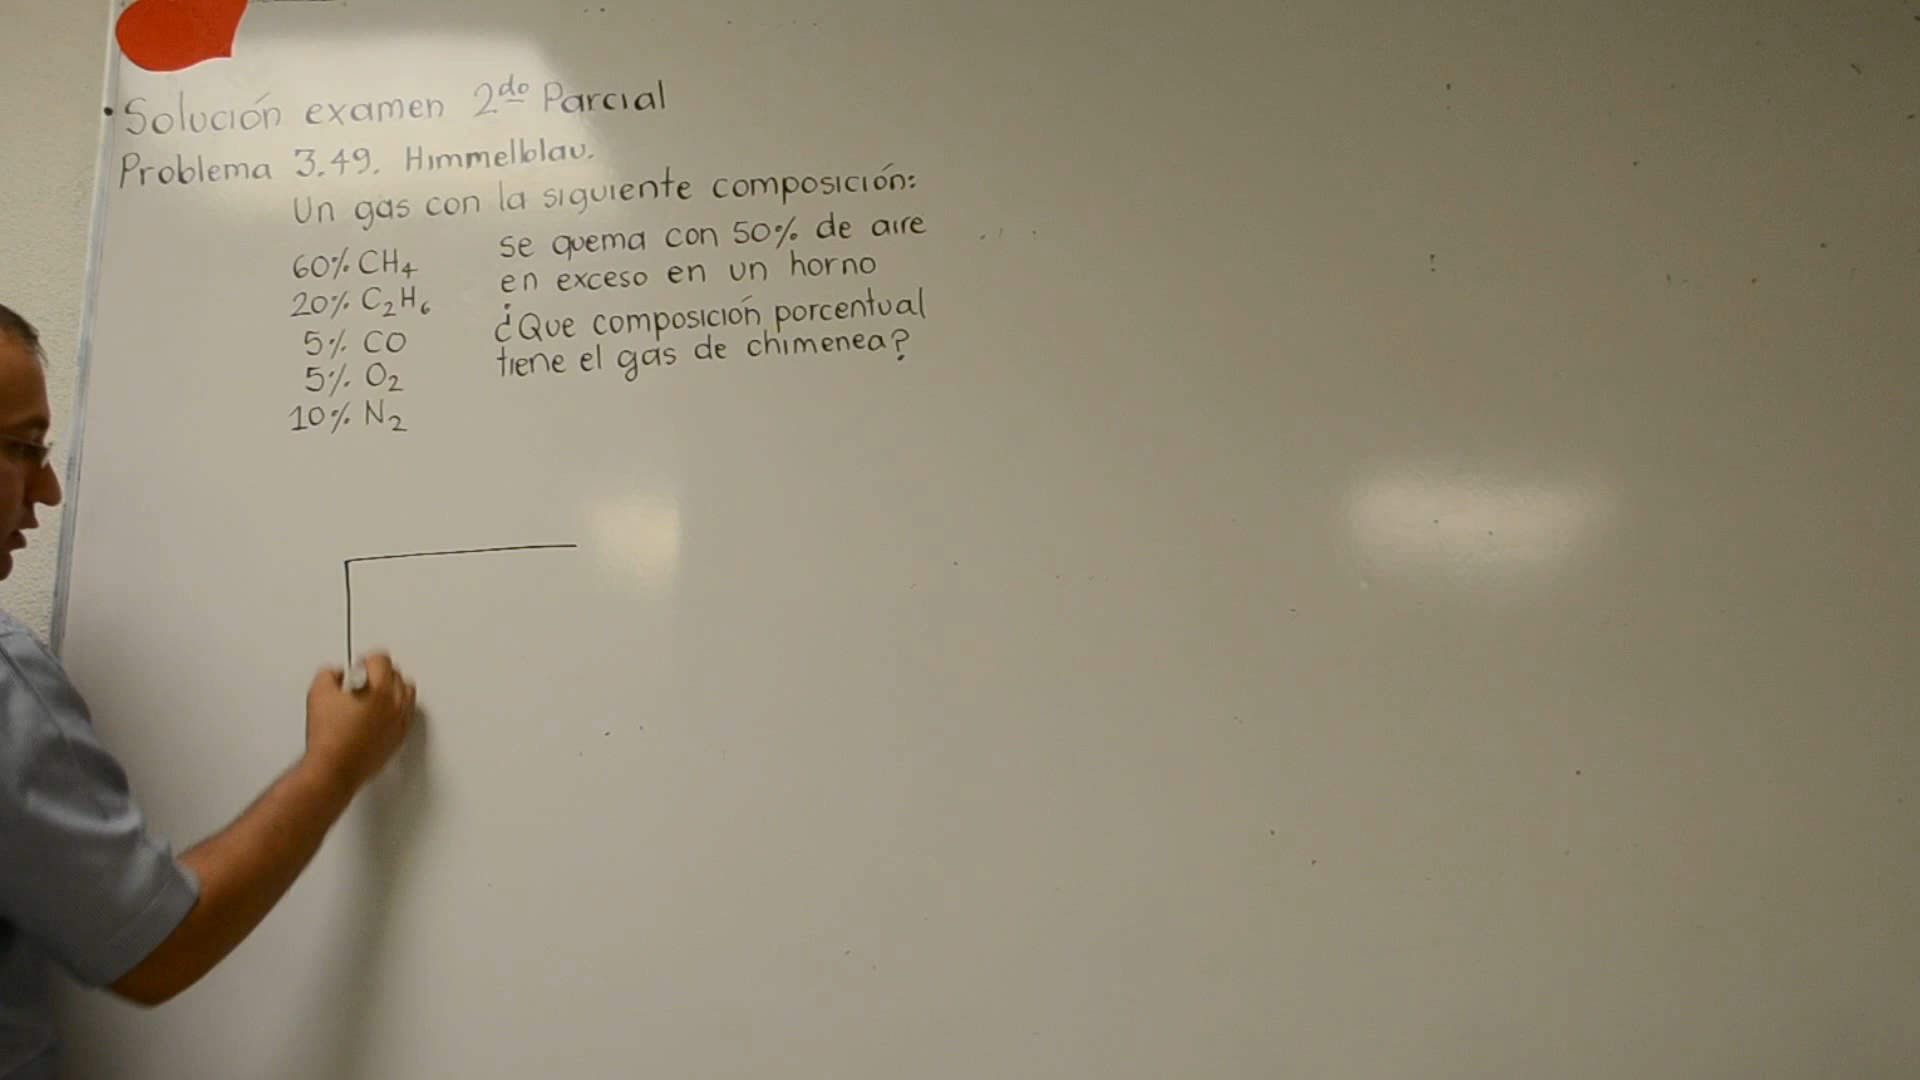 • Solución examen 2do Parcial
Problema 3.49. Himmelblau.
Un gas con la siguiente composición:
60% CH4
20% C2H6
5% CO
5% O2
10% N2
se quema con 50% de aire
en exceso en un horno
¿Que composición porcentual
tiene el gas de chimenea?